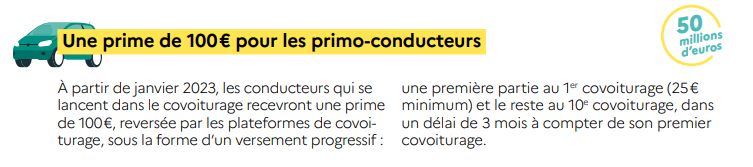 Une prime de 100 € pour les primo-conducteurs
50
millions
d'euros
À partir de janvier 2023, les conducteurs qui se
lancent dans le covoiturage recevront une prime
de 100 €, reversée par les plateformes de covoi-
turage, sous la forme d'un versement progressif :
une première partie au 1er covoiturage (25 €
minimum) et le reste au 10e covoiturage, dans
un délai de 3 mois à compter de son premier
covoiturage.